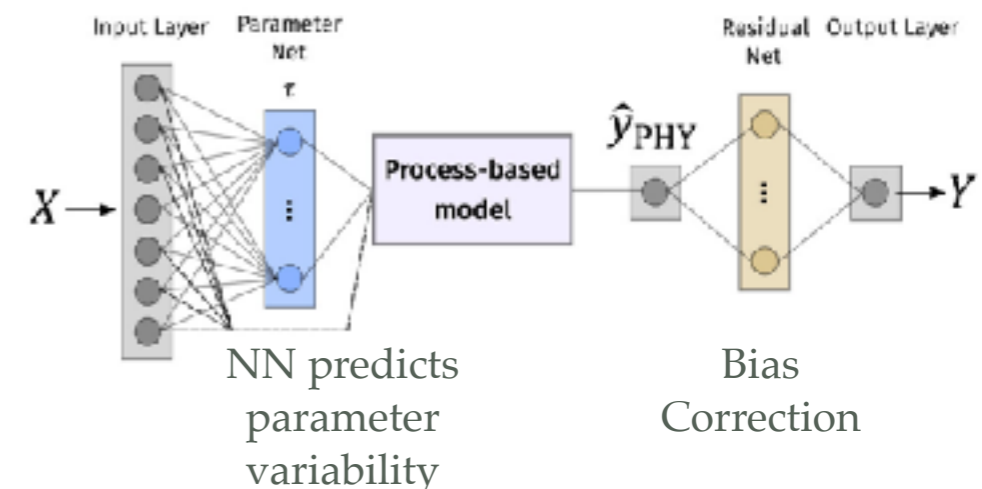 Input Layer
Parameter
Net
τ
Residual
Net
Output Layer
X
Process-based
model
ŷPHY
Y
NN predicts
parameter
variability
Bias
Correction